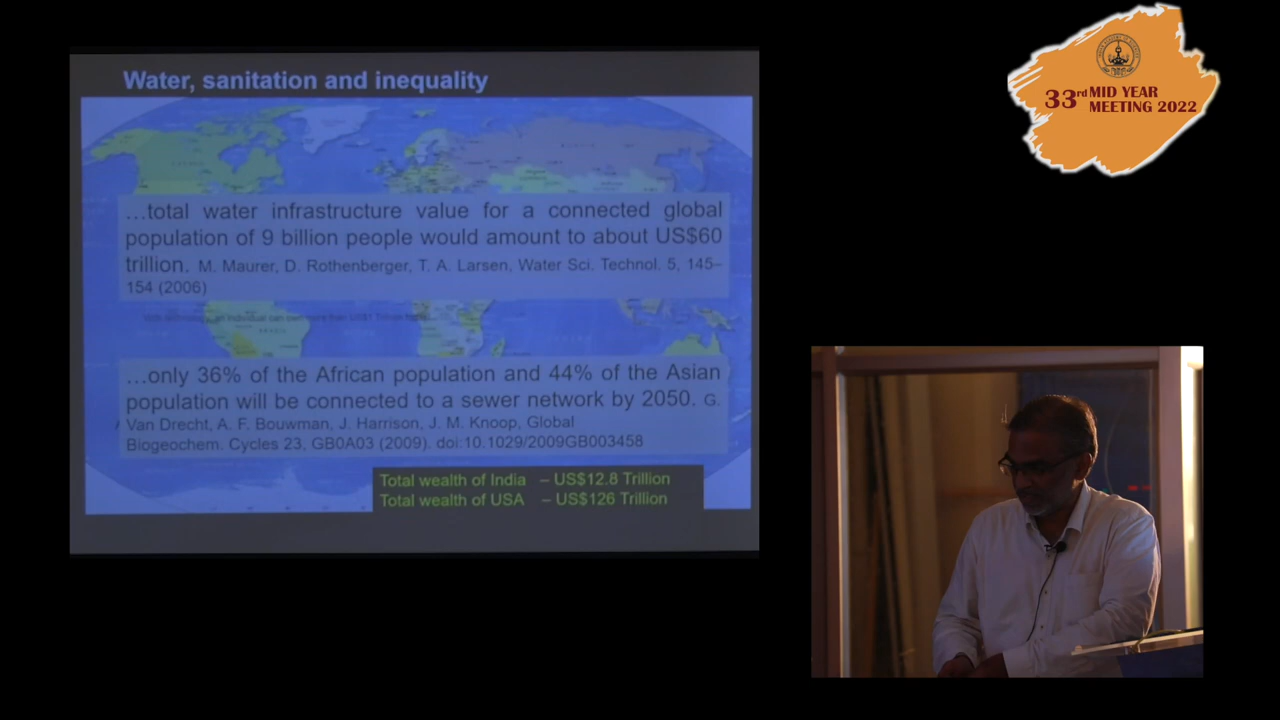 Water, sanitation and inequality
…total water infrastructure value for a connected global
population of 9 billion people would amount to about US$60
trillion. M. Maurer, D. Rothenberger, T. A. Larsen, Water Sci. Technol. 5, 145–
154 (2006)
…only 36% of the African population and 44% of the Asian
population will be connected to a sewer network by 2050. G.
Van Drecht, A. F. Bouwman, J. Harrison, J. M. Knoop, Global
Biogeochem. Cycles 23, GB0A03 (2009). doi:10.1029/2009GB003458
Total wealth of India – US$12.8 Trillion
Total wealth of USA – US$126 Trillion
33rd MID YEAR
MEETING 2022